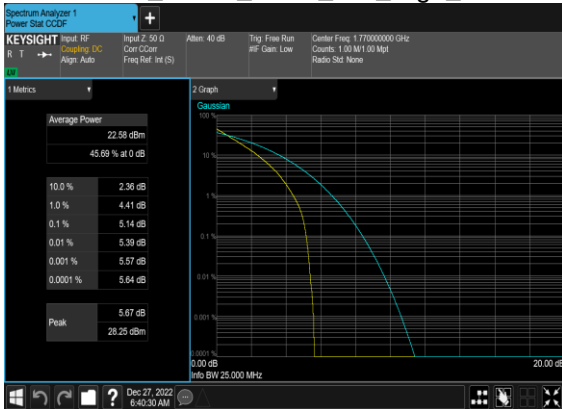 Spectrum Analyzer 1
Power Stat CCDF
+
KEYSIGHT
R T
Input: RF
Coupling: DC
Align: Auto
Input Z: 50 Ω
Corr CCorr
Freq Ref: Int (S)
Atten: 40 dB
Trig: Free Run
#IF Gain: Low
Center Freq: 1.770000000 GHz
Counts: 1.00 M/1.00 Mpt
Radio Std: None
1 Metrics
Average Power
22.58 dBm
45.69 % at 0 dB
10.0 % 2.36 dB
1.0 % 4.41 dB
0.1 % 5.14 dB
0.01 % 5.39 dB
0.001 % 5.57 dB
0.0001 % 5.64 dB
Peak
5.67 dB
28.25 dBm
2 Graph
Gaussian
100 %
10 %
1 %
0.1 %
0.01 %
0.001 %
0.0001 %
0.00 dB
20.00 dB
Info BW 25.000 MHz
?
Dec 27, 2022
6:40:30 AM